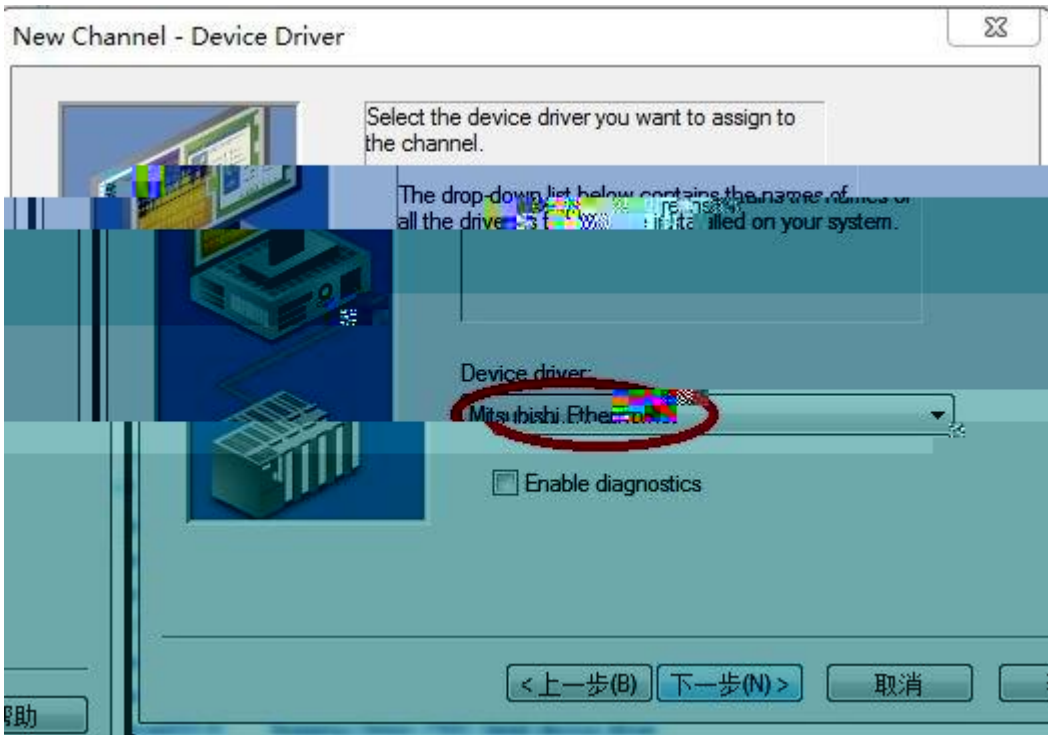 New Channel - Device Driver
Select the device driver you want to assign to
the channel.
The drop-down list below contains the names of
all the on your system.
Device driver:
Mitsubishi
Enable diagnostics
<上一步(B)
下一步(N)>
取消
助